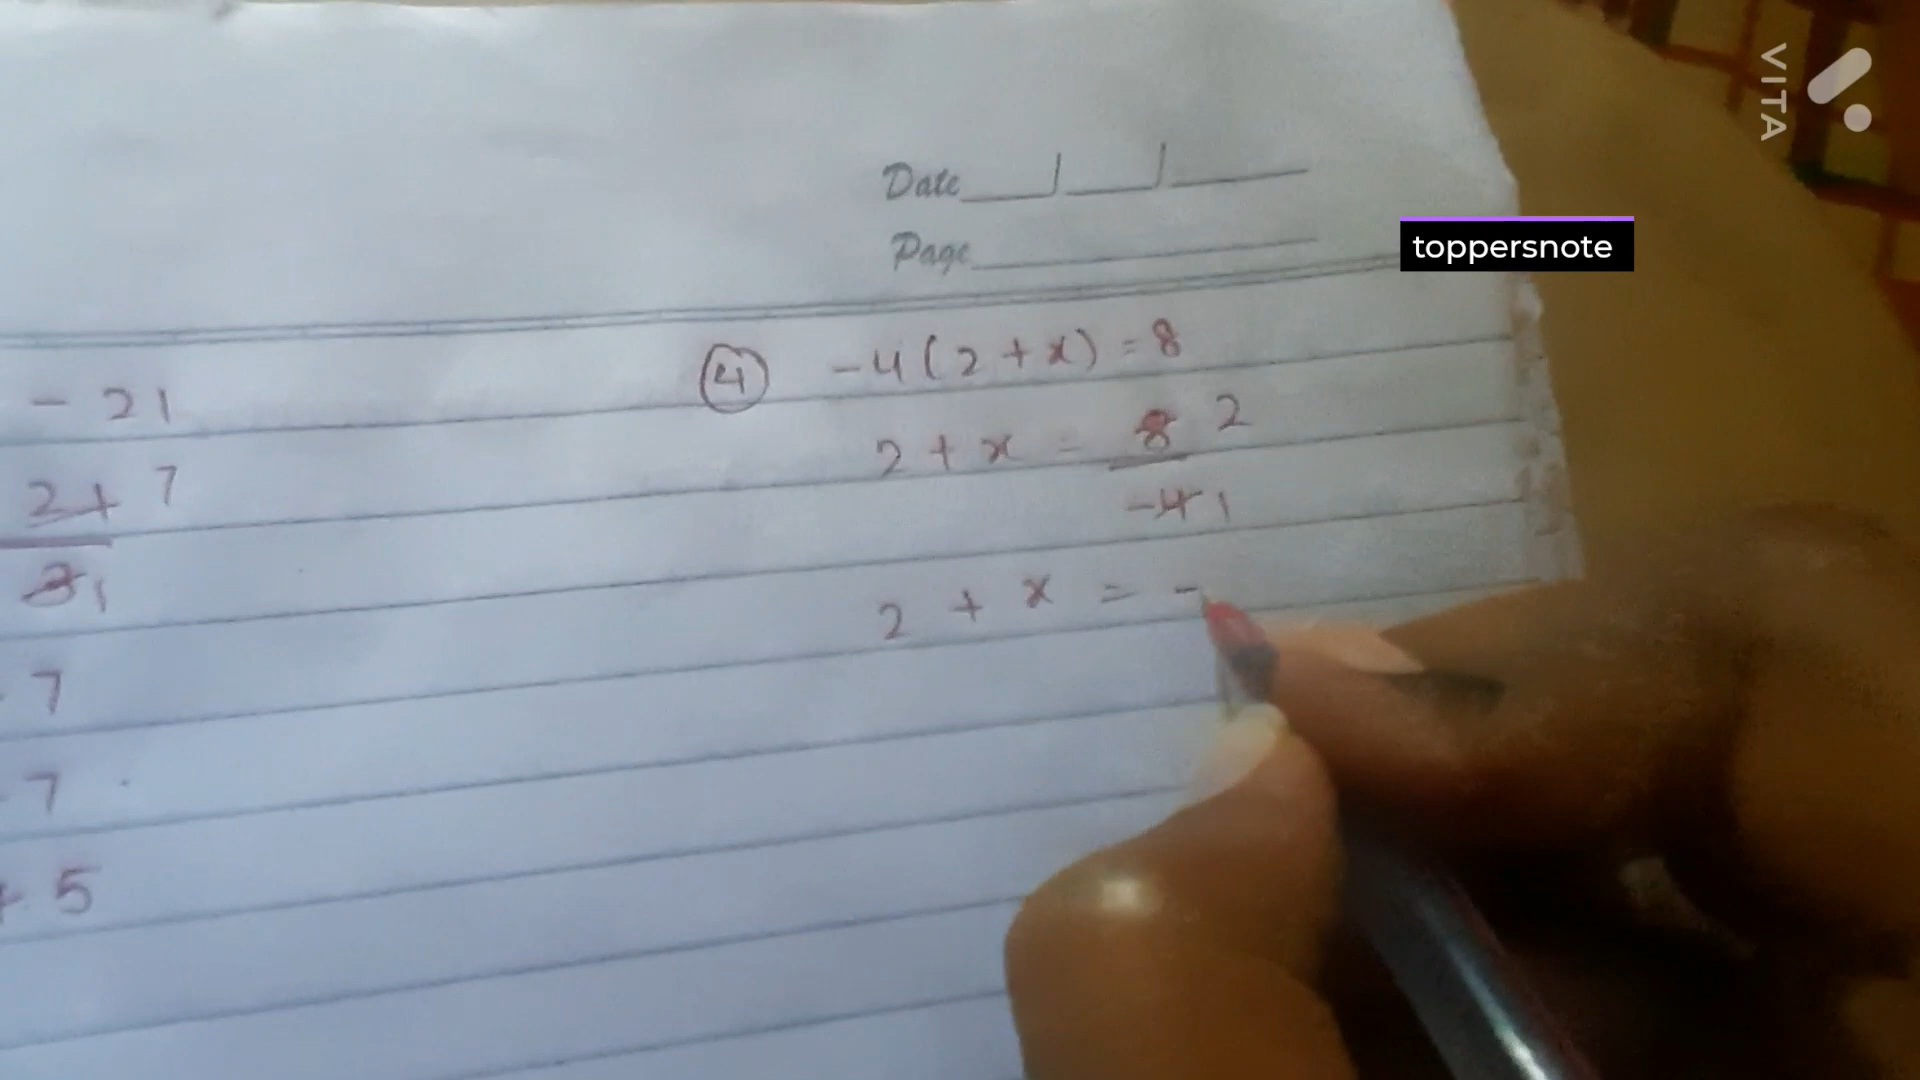 VITA
Date
Page
toppersnote
- 21
21 7
3 1
- 7
- 7
+ 5
④ -4(2+x) = 8
2 + x = 8 2
-4 1
2 + x = -